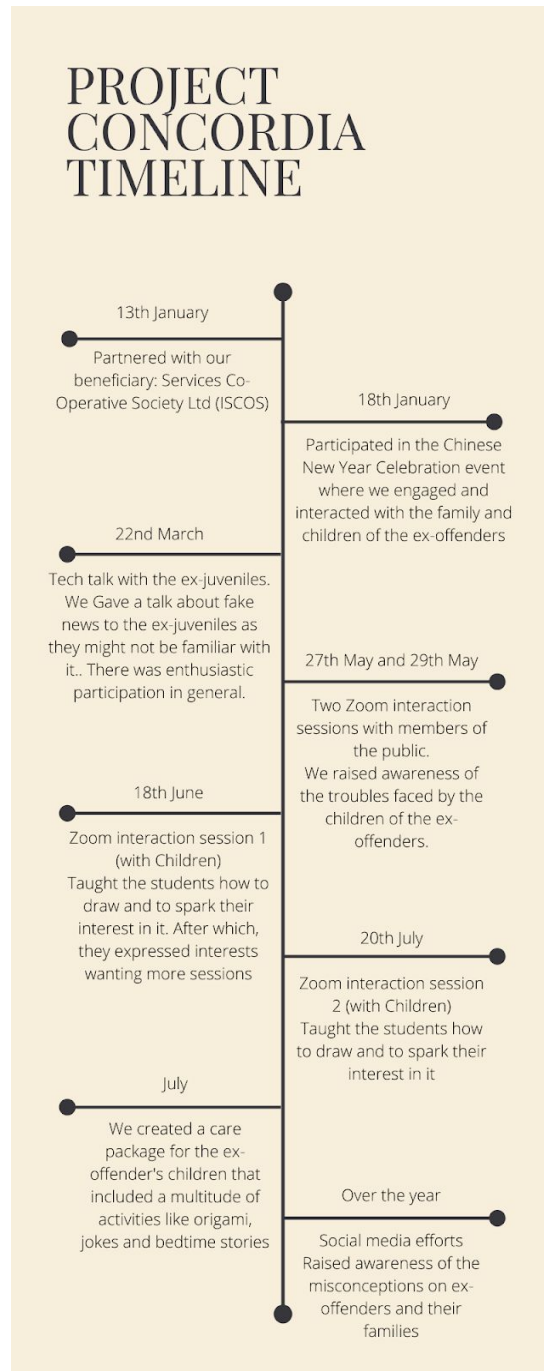 PROJECT
CONCORDIA
TIMELINE
13th January
Partnered with our
beneficiary: Services Co-
Operative Society Ltd (ISCOS)
18th January
Participated in the Chinese
New Year Celebration event
where we engaged and
interacted with the family and
children of the ex-offenders
22nd March
Tech talk with the ex-juveniles.
We Gave a talk about fake
news to the ex-juveniles as
they might not be familiar with
it.. There was enthusiastic
participation in general.
27th May and 29th May
Two Zoom interaction
sessions with members of
the public.
We raised awareness of
the troubles faced by the
children of the ex-
offenders.
18th June
Zoom interaction session 1
(with Children)
Taught the students how to
draw and to spark their
interest in it. After which,
they expressed interests
wanting more sessions
20th July
Zoom interaction session
2 (with Children)
Taught the students how
to draw and to spark their
interest in it
July
We created a care
package for the ex-
offender's children that
included a multitude of
activities like origami,
jokes and bedtime stories
Over the year
Social media efforts
Raised awareness of the
misconceptions on ex-
offenders and their
families